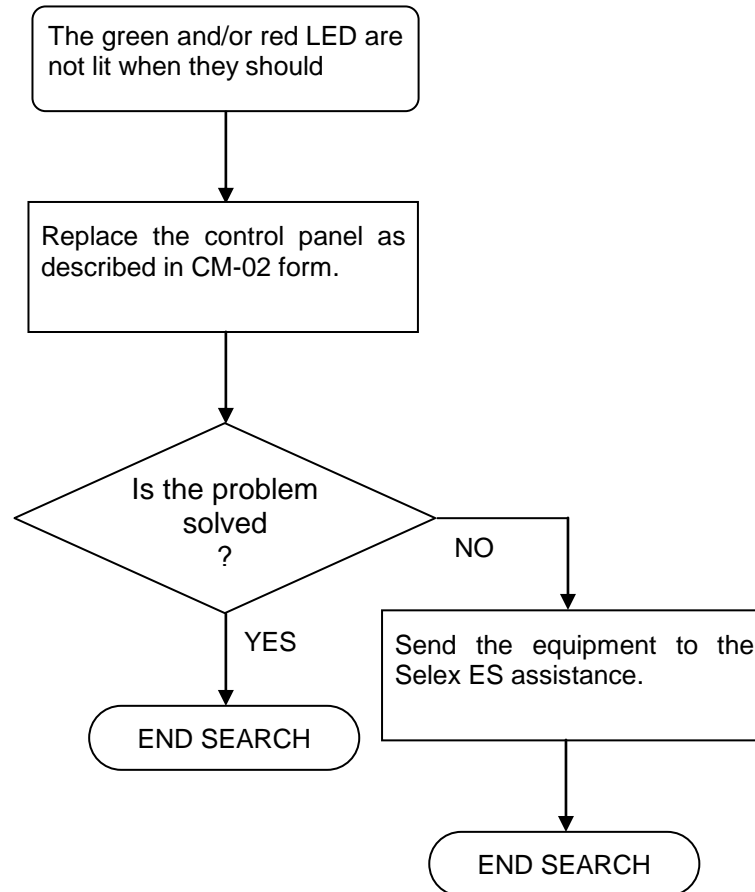 The green and/or red LED are
not lit when they should
Replace the control panel as
described in CM-02 form.
Is the problem
solved
?
NO
YES
Send the equipment to the
Selex ES assistance.
END SEARCH
END SEARCH